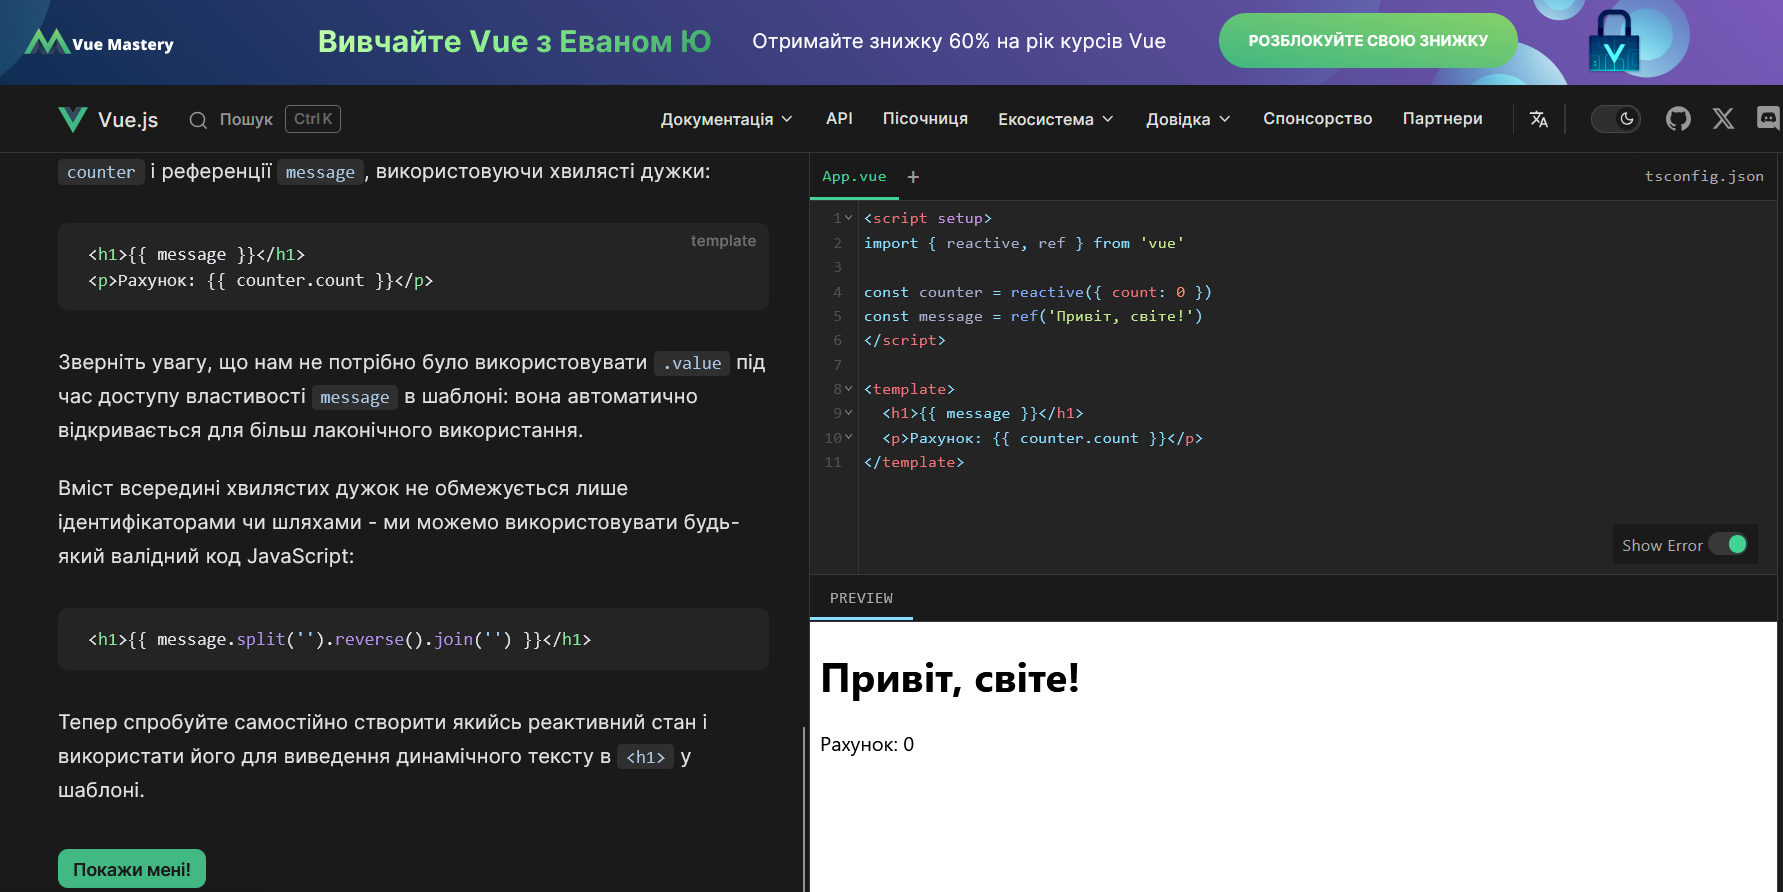 Vue Mastery
Вивчайте Vue з Еваном Ю
Отримайте знижку 60% на рік курсів Vue
РОЗБЛОКУЙТЕ СВОЮ ЗНИЖКУ
Vue.js
Пошук
Ctrl K
Документація
API
Пісочниця
Екосистема
Довідка
Спонсорство
Партнери
counter і референції message, використовуючи хвилясті дужки:
template
<h1>{{ message }}</h1>
<p>Рахунок: {{ counter.count }}</p>
Зверніть увагу, що нам не потрібно було використовувати .value під
час доступу властивості message в шаблоні: вона автоматично
відкривається для більш лаконічного використання.
Вміст всередині хвилястих дужок не обмежується лише
ідентифікаторами чи шляхами - ми можемо використовувати будь-
який валідний код JavaScript:
<h1>{{ message.split('').reverse().join('') }}</h1>
Тепер спробуйте самостійно створити якийсь реактивний стан і
використати його для виведення динамічного тексту в <h1> у
шаблоні.
Покажи мені!
App.vue
+
tsconfig.json
1 <script setup>
2 import { reactive, ref } from 'vue'
3
4 const counter = reactive({ count: 0 })
5 const message = ref('Привіт, світе!')
6 </script>
7
8 <template>
9 <h1>{{ message }}</h1>
10 <p>Рахунок: {{ counter.count }}</p>
11 </template>
Show Error
PREVIEW
Привіт, світе!
Рахунок: 0